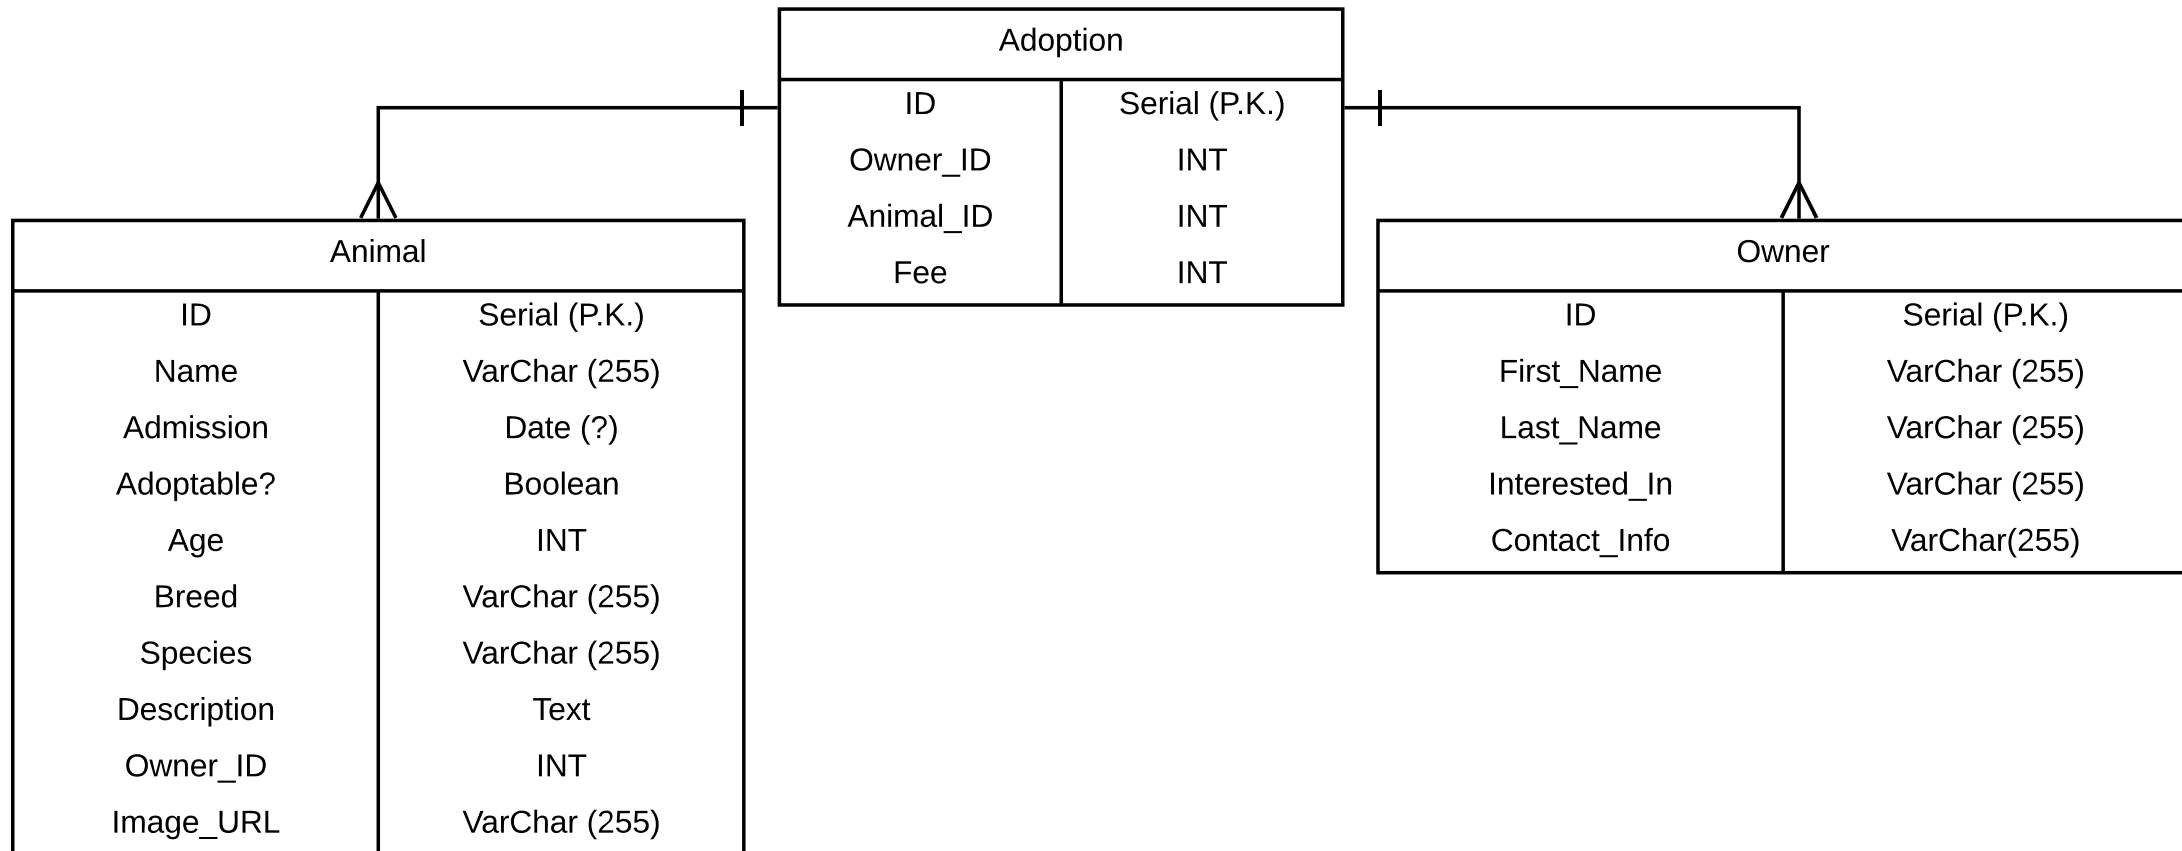 Adoption
ID Serial (P.K.)
Owner_ID INT
Animal_ID INT
Fee INT
Animal
ID Serial (P.K.)
Name VarChar (255)
Admission Date (?)
Adoptable? Boolean
Age INT
Breed VarChar (255)
Species VarChar (255)
Description Text
Owner_ID INT
Image_URL VarChar (255)
Owner
ID Serial (P.K.)
First_Name VarChar (255)
Last_Name VarChar (255)
Interested_In VarChar (255)
Contact_Info VarChar(255)